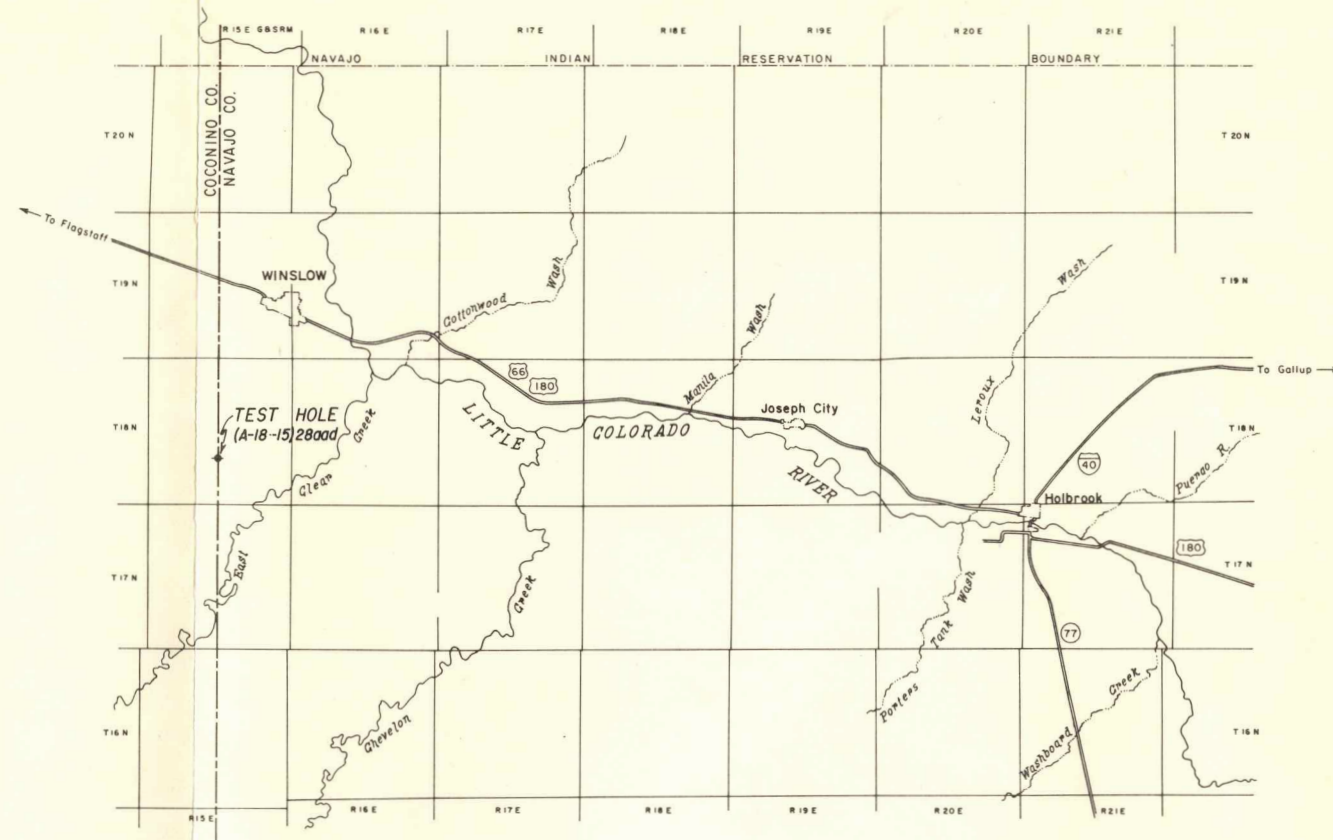 R 15 E G&SRM
R 16 E
R 17 E
R 18 E
R 19 E
R 20 E
R 21 E
NAVAJO INDIAN RESERVATION BOUNDARY
COCONINO CO.
NAVAJO CO.
T 20 N
T 20 N
To Flagstaff
WINSLOW
T 19 N
T 19 N
Cottonwood Wash
Manila Wash
Leroux Wash
66
180
To Gallup
TEST HOLE
(A-18-15)28aad
T 18 N
T 18 N
LITTLE COLORADO RIVER
Joseph City
40
Puerco R.
Holbrook
East Clear Creek
Chevelon Creek
180
T 17 N
T 17 N
Porters Tank Wash
77
Washboard Creek
T 16 N
T 16 N
R 15 E
R 16 E
R 17 E
R 18 E
R 19 E
R 20 E
R 21 E